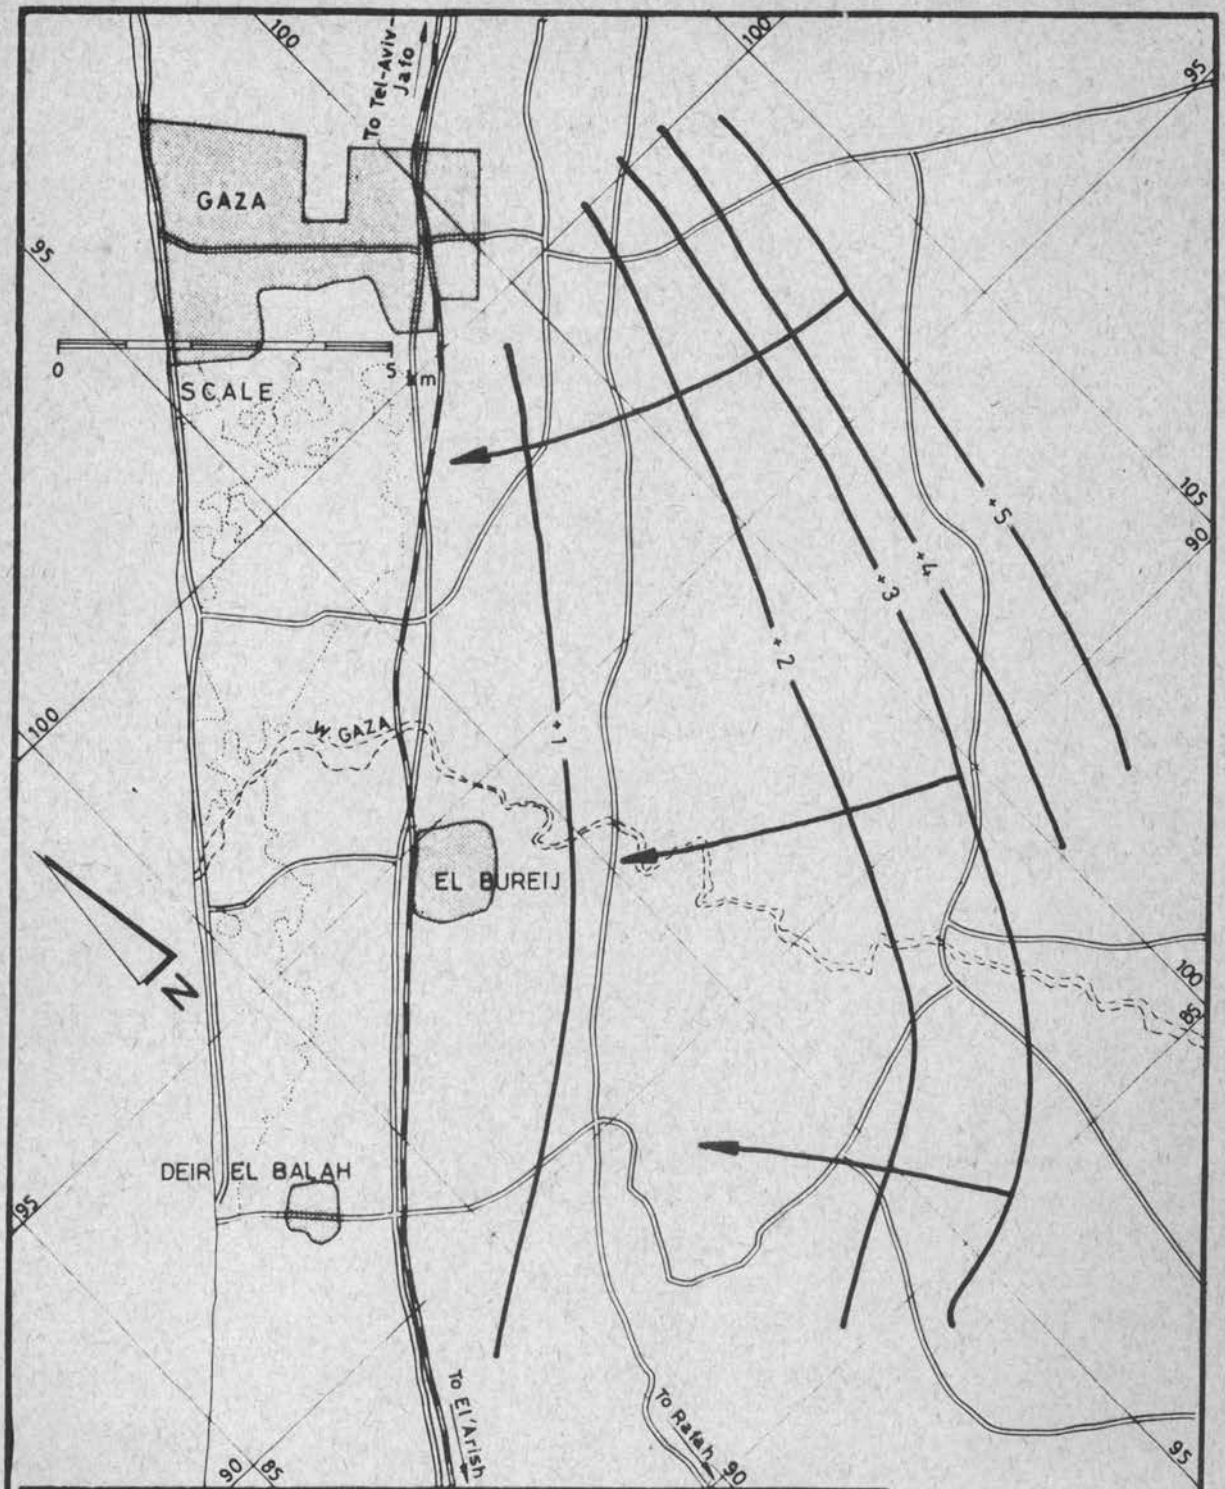 100
100
95
To Tel-Aviv-
Jafo
GAZA
95
0
5 km
SCALE
105
90
+5
+4
+3
+2
+1
100
W. GAZA
EL BUREIJ
N
100
85
DEIR EL BALAH
95
To El'Arish
To Rafah
90
85
90
95